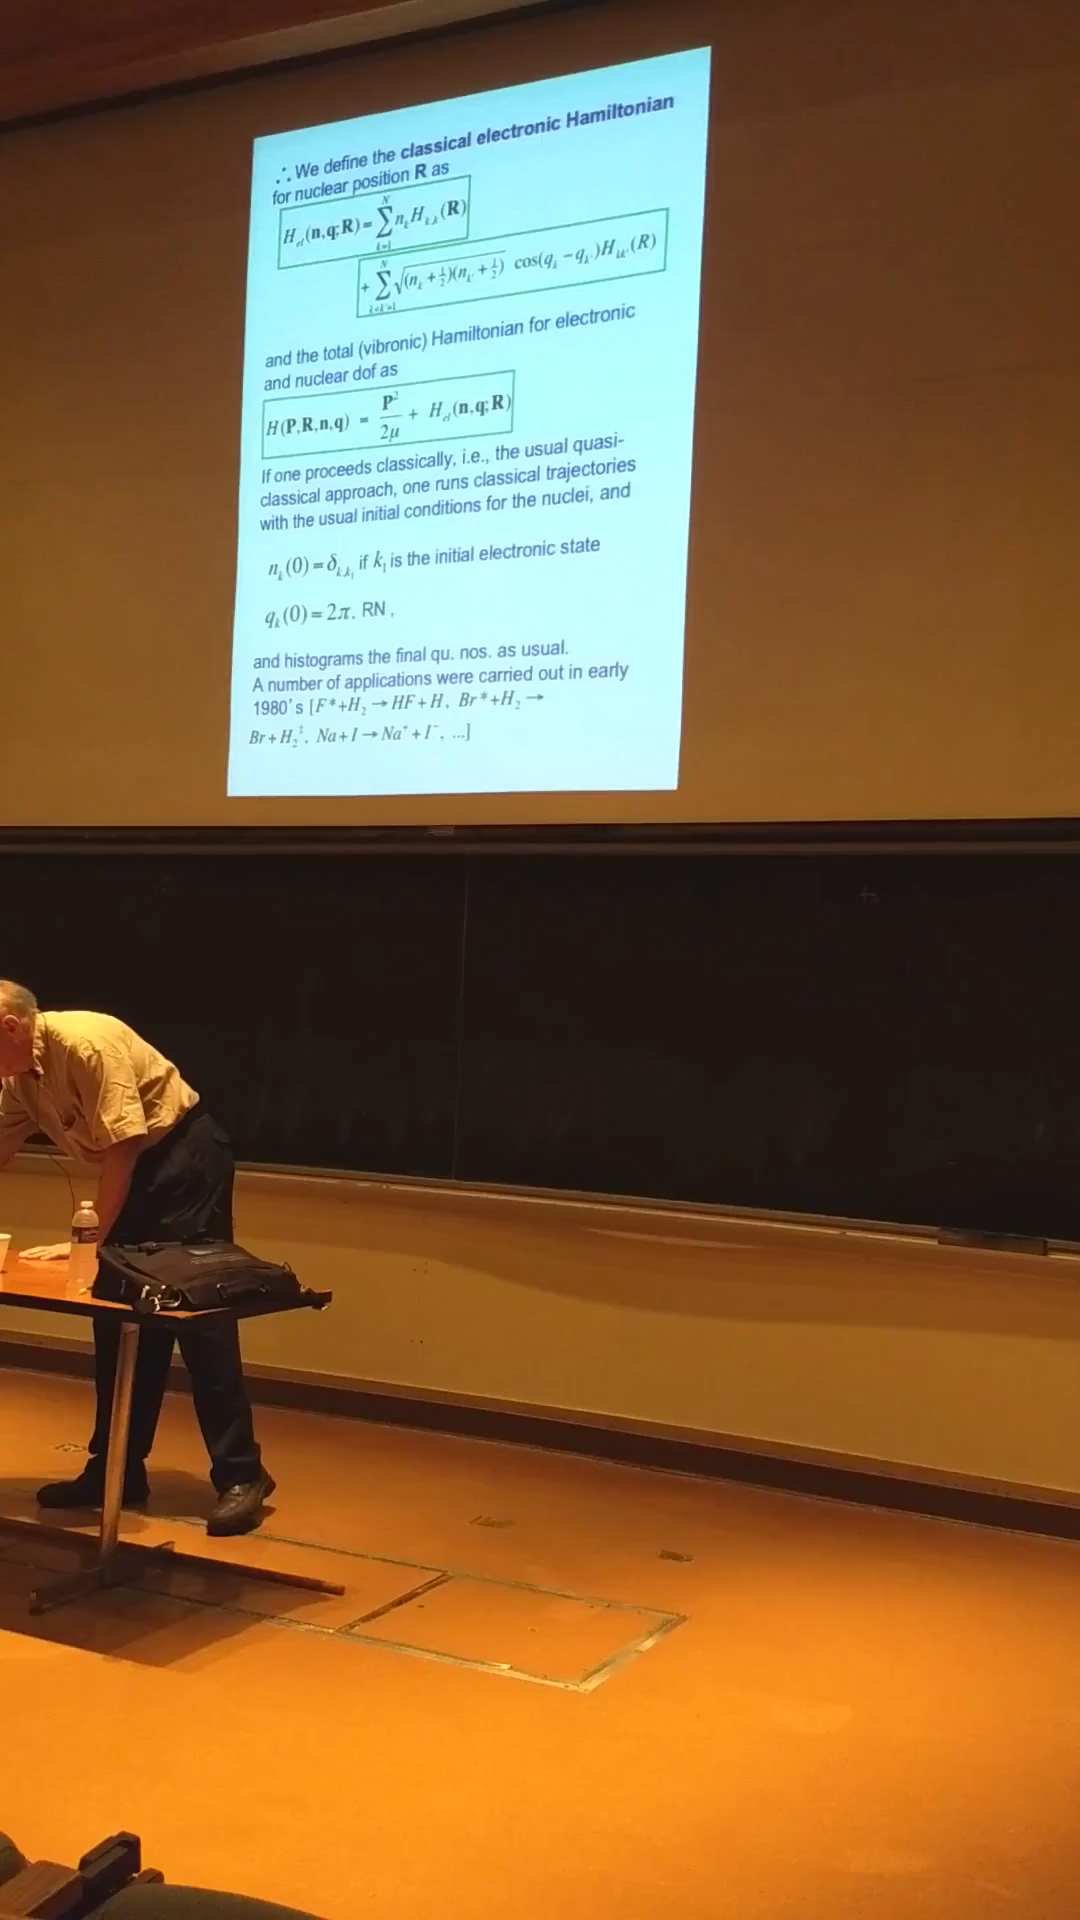 ∴ We define the classical electronic Hamiltonian
for nuclear position R as
H_el(n,q;R) = Σ_{k=1}^{N} n_k H_{k,k}(R)
+ Σ_{k<k'=1}^{N} √(n_k + ½)(n_k' + ½) cos(q_k − q_k')H_{kk'}(R)
and the total (vibronic) Hamiltonian for electronic
and nuclear dof as
H(P,R,n,q) = P²/2μ + H_el(n,q;R)
If one proceeds classically, i.e., the usual quasi-
classical approach, one runs classical trajectories
with the usual initial conditions for the nuclei, and
n_k(0) = δ_{k,k_i} if k_i is the initial electronic state
q_k(0) = 2π. RN ,
and histograms the final qu. nos. as usual.
A number of applications were carried out in early
1980's [F*+H₂ → HF + H, Br*+H₂ →
Br + H₂‡, Na + I → Na⁺ + I⁻, ...]